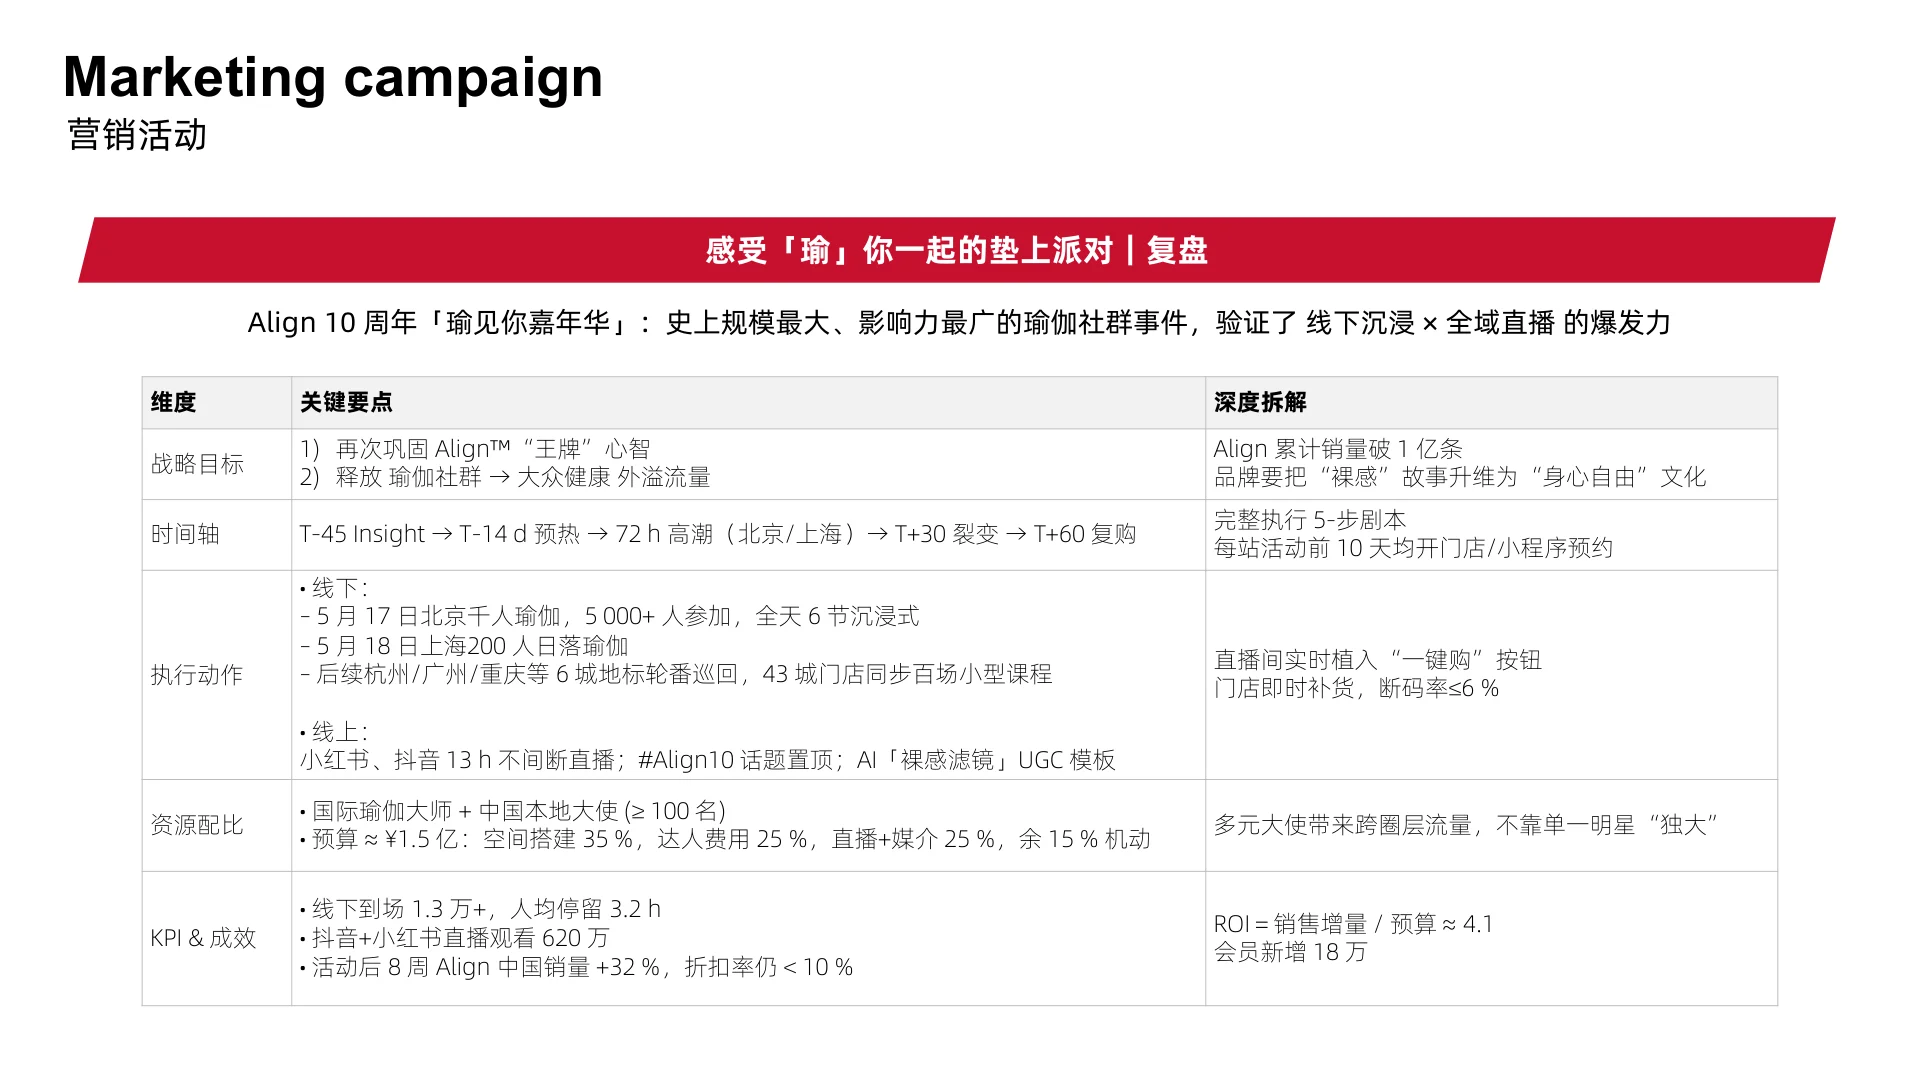 Marketing campaign
营销活动
感受「瑜」你一起的垫上派对｜复盘
Align 10 周年「瑜见你嘉年华」：史上规模最大、影响力最广的瑜伽社群事件，验证了 线下沉浸 × 全域直播 的爆发力
维度
关键要点
深度拆解
战略目标
1) 再次巩固 Align™“王牌”心智
2) 释放 瑜伽社群 → 大众健康 外溢流量
Align 累计销量破 1 亿条
品牌要把“裸感”故事升维为“身心自由”文化
时间轴
T-45 Insight → T-14 d 预热 → 72 h 高潮（北京/上海）→ T+30 裂变 → T+60 复购
完整执行 5-步剧本
每站活动前 10 天均开门店/小程序预约
执行动作
• 线下：
– 5 月 17 日北京千人瑜伽，5 000+ 人参加，全天 6 节沉浸式
– 5 月 18 日上海200 人日落瑜伽
– 后续杭州/广州/重庆等 6 城地标轮番巡回，43 城门店同步百场小型课程
• 线上：
小红书、抖音 13 h 不间断直播；#Align10 话题置顶；AI「裸感滤镜」UGC 模板
直播间实时植入“一键购”按钮
门店即时补货，断码率≤6 %
资源配比
• 国际瑜伽大师 + 中国本地大使 (≥ 100 名)
• 预算 ≈ ¥1.5 亿：空间搭建 35 %，达人费用 25 %，直播+媒介 25 %，余 15 % 机动
多元大使带来跨圈层流量，不靠单一明星“独大”
KPI & 成效
• 线下到场 1.3 万+，人均停留 3.2 h
• 抖音+小红书直播观看 620 万
• 活动后 8 周 Align 中国销量 +32 %，折扣率仍 < 10 %
ROI = 销售增量 / 预算 ≈ 4.1
会员新增 18 万